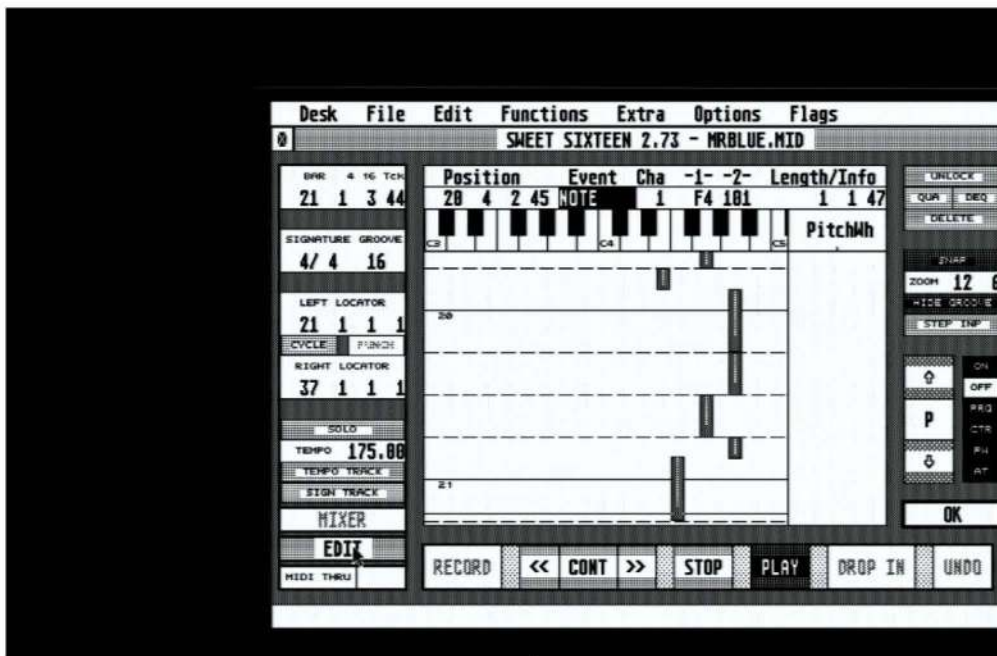 Desk File Edit Functions Extra Options Flags
SWEET SIXTEEN 2.73 - MRBLUE.MID
BAR 4 16 Tck
21 1 3 44
SIGNATURE GROOVE
4/ 4 16
LEFT LOCATOR
21 1 1 1
CYCLE PUNCH
RIGHT LOCATOR
37 1 1 1
SOLO
TEMPO 175.00
TEMPO TRACK
SIGN TRACK
MIXER
EDIT
MIDI THRU
Position Event Cha -1- -2- Length/Info
20 4 2 45 NOTE 1 F4 101 1 1 47
C3 C4 C5 PitchWh
20
21
RECORD << CONT >> STOP PLAY DROP IN UNDO
UNLOCK
QUA DEQ
DELETE
SNAP
ZOOM 12 6
HIDE GROOVE
STEP INP
ON
OFF
PRG
P
CTR
PW
AT
OK